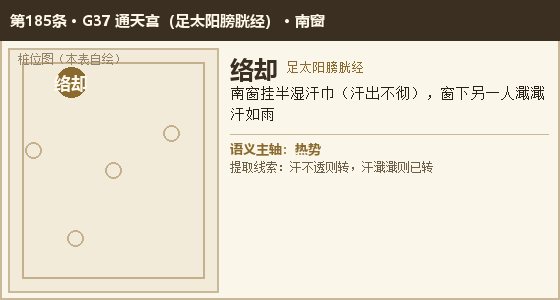 第185条·G37 通天宫（足太阳膀胱经）·南窗
桩位图（本表自绘）
络却
络却 足太阳膀胱经
南窗挂半湿汗巾（汗出不彻），窗下另一人濈濈
汗如雨
语义主轴：热势
提取线索：汗不透则转，汗濈濈则已转